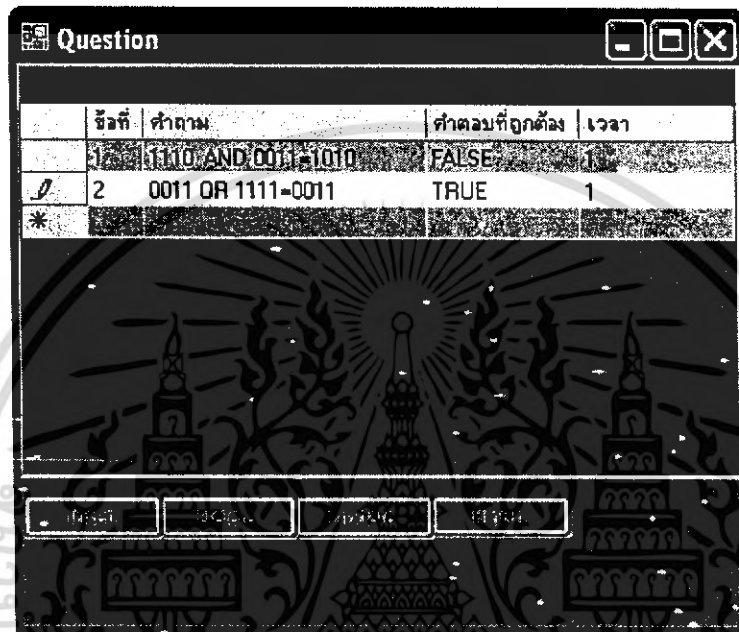 Question
ข้อที่ คำถาม คำตอบที่ถูกต้อง เวลา
1 1110 AND 0011=1010 FALSE 1
2 0011 OR 1111=0011 TRUE 1
*